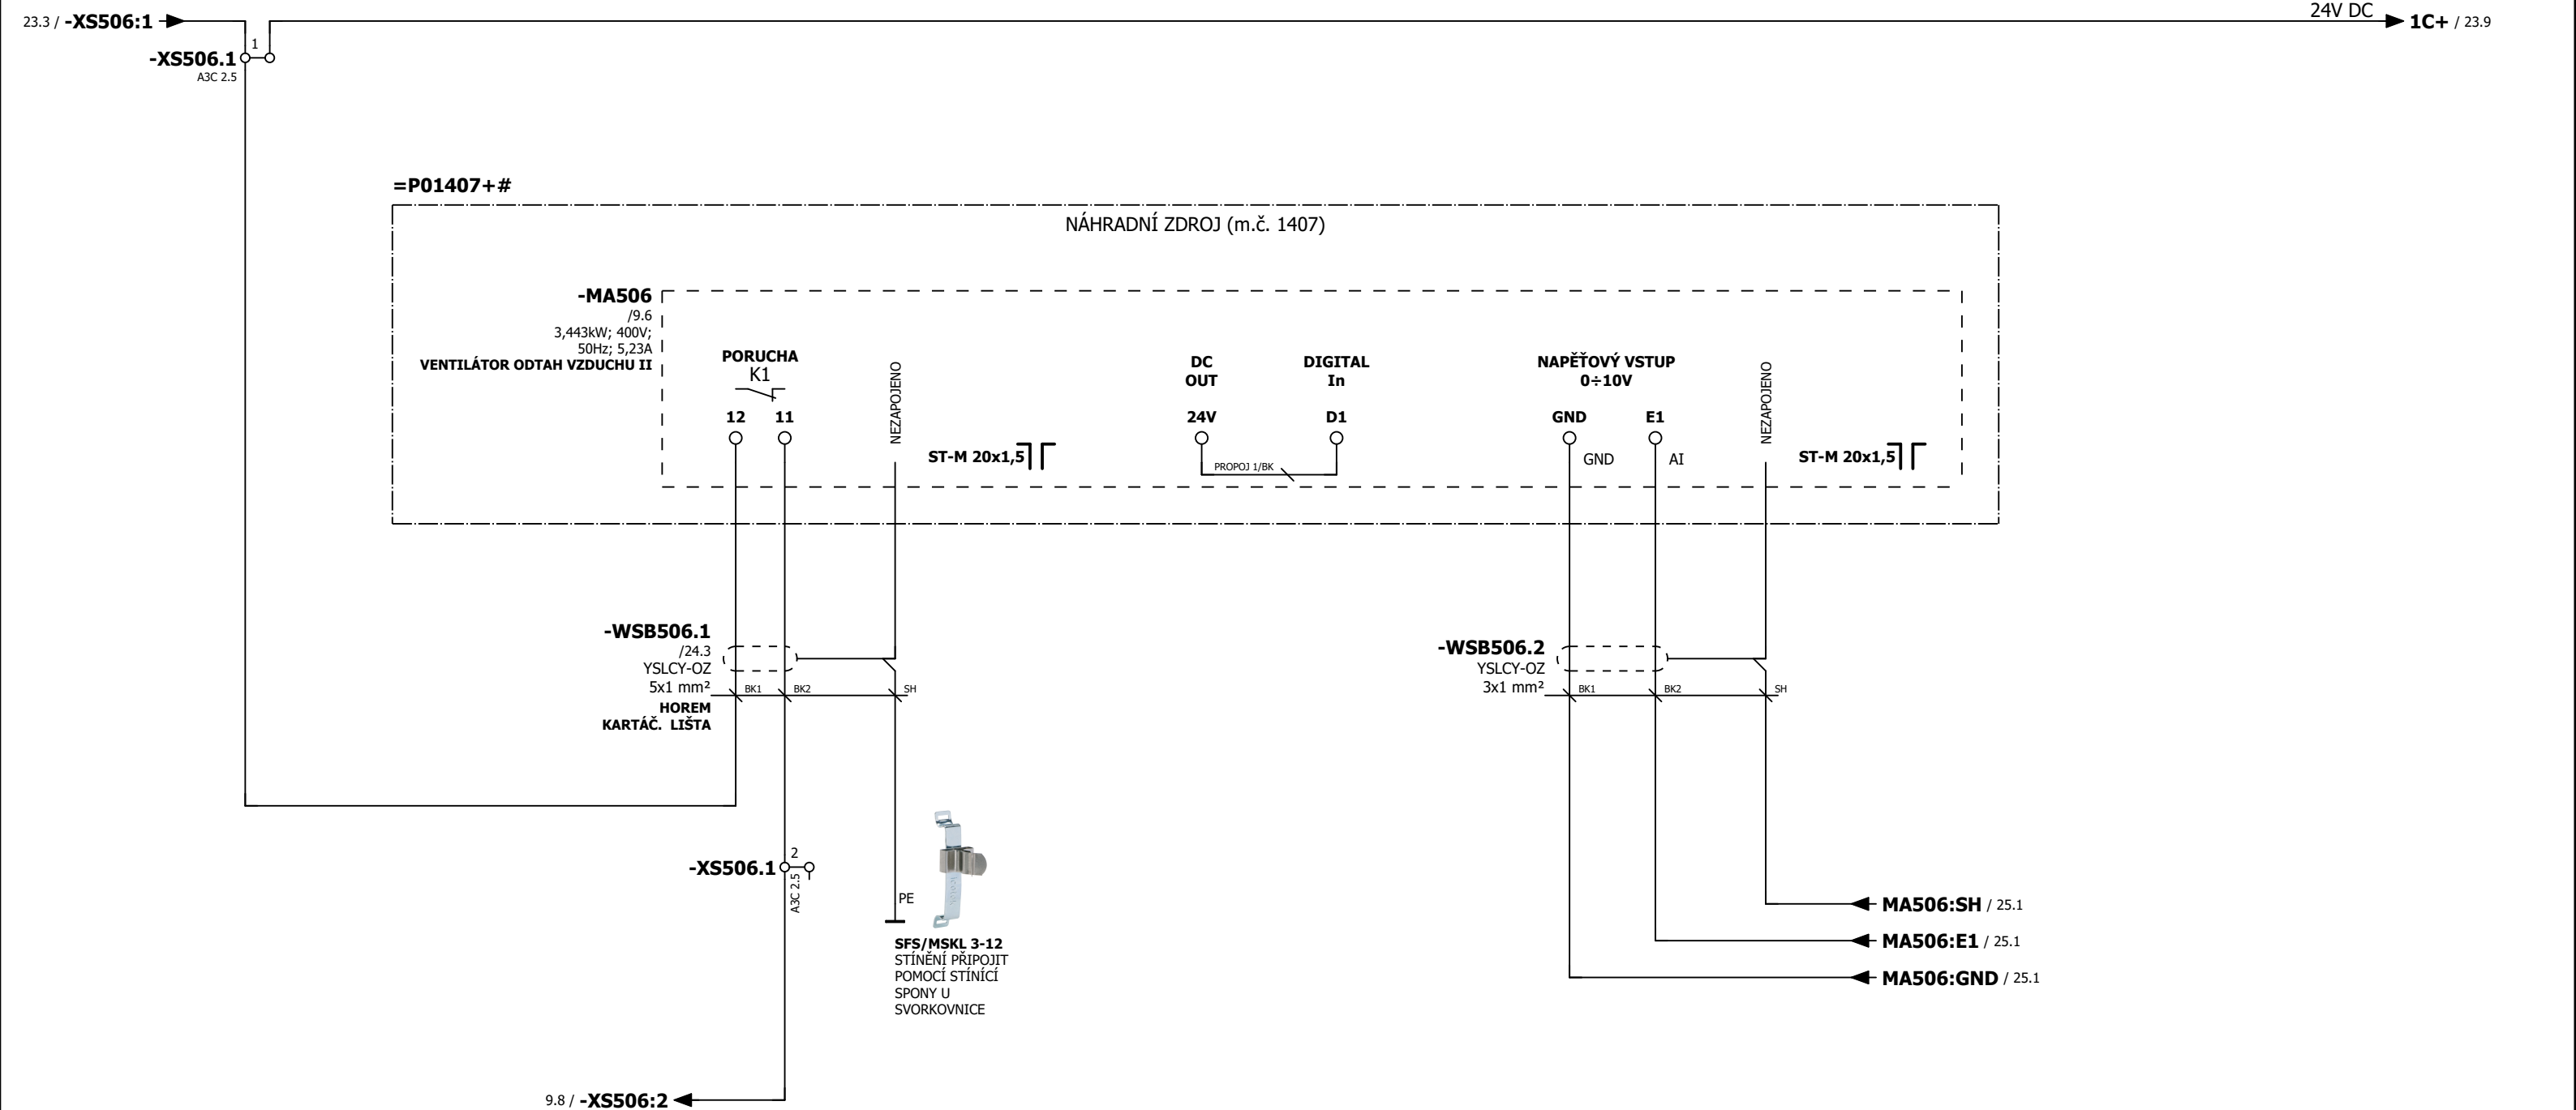 23.3 / -XS506:1
24V DC
1C+ / 23.9
1
-XS506.1
A3C 2.5
=P01407+#
NÁHRADNÍ ZDROJ (m.č. 1407)
-MA506
/9.6
3,443kW; 400V;
50Hz; 5,23A
VENTILÁTOR ODTAH VZDUCHU II
PORUCHA
K1
12 11
NEZAPOJENO
ST-M 20x1,5
DC
OUT
24V
DIGITAL
In
D1
PROPOJ 1/BK
NAPĚŤOVÝ VSTUP
0÷10V
GND E1
GND AI
NEZAPOJENO
ST-M 20x1,5
-WSB506.1
/24.3
YSLCY-OZ
5x1 mm²
BK1 BK2 SH
HOREM
KARTÁČ. LIŠTA
-WSB506.2
YSLCY-OZ
3x1 mm²
BK1 BK2 SH
2
-XS506.1
A3C 2.5
PE
SFS/MSKL 3-12
STÍNĚNÍ PŘIPOJIT
POMOCÍ STÍNÍCÍ
SPONY U
SVORKOVNICE
MA506:SH / 25.1
MA506:E1 / 25.1
MA506:GND / 25.1
9.8 / -XS506:2